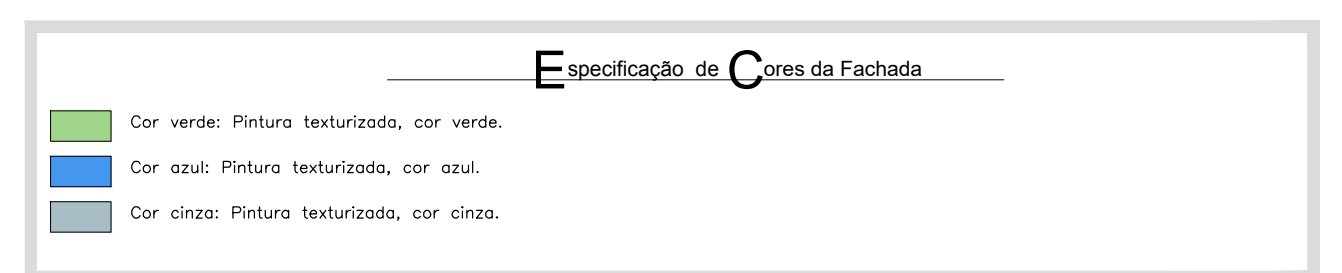 Especificação de Cores da Fachada
Cor verde: Pintura texturizada, cor verde.
Cor azul: Pintura texturizada, cor azul.
Cor cinza: Pintura texturizada, cor cinza.